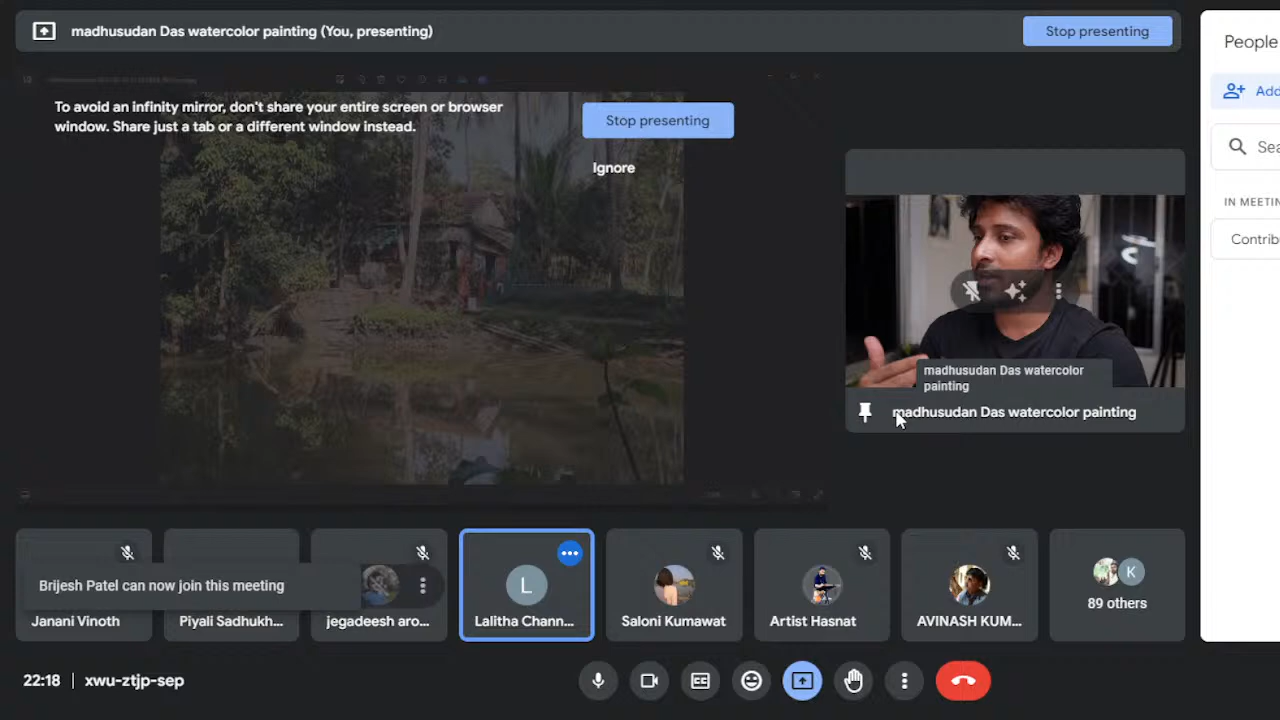 madhusudan Das watercolor painting (You, presenting)
Stop presenting
People
Add
To avoid an infinity mirror, don't share your entire screen or browser
window. Share just a tab or a different window instead.
Stop presenting
Ignore
Sea
IN MEETIN
Contrib
madhusudan Das watercolor
painting
madhusudan Das watercolor painting
Brijesh Patel can now join this meeting
L
K
89 others
Janani Vinoth
Piyali Sadhukh...
jegadeesh aro...
Lalitha Chann...
Saloni Kumawat
Artist Hasnat
AVINASH KUM...
22:18 | xwu-ztjp-sep
CC